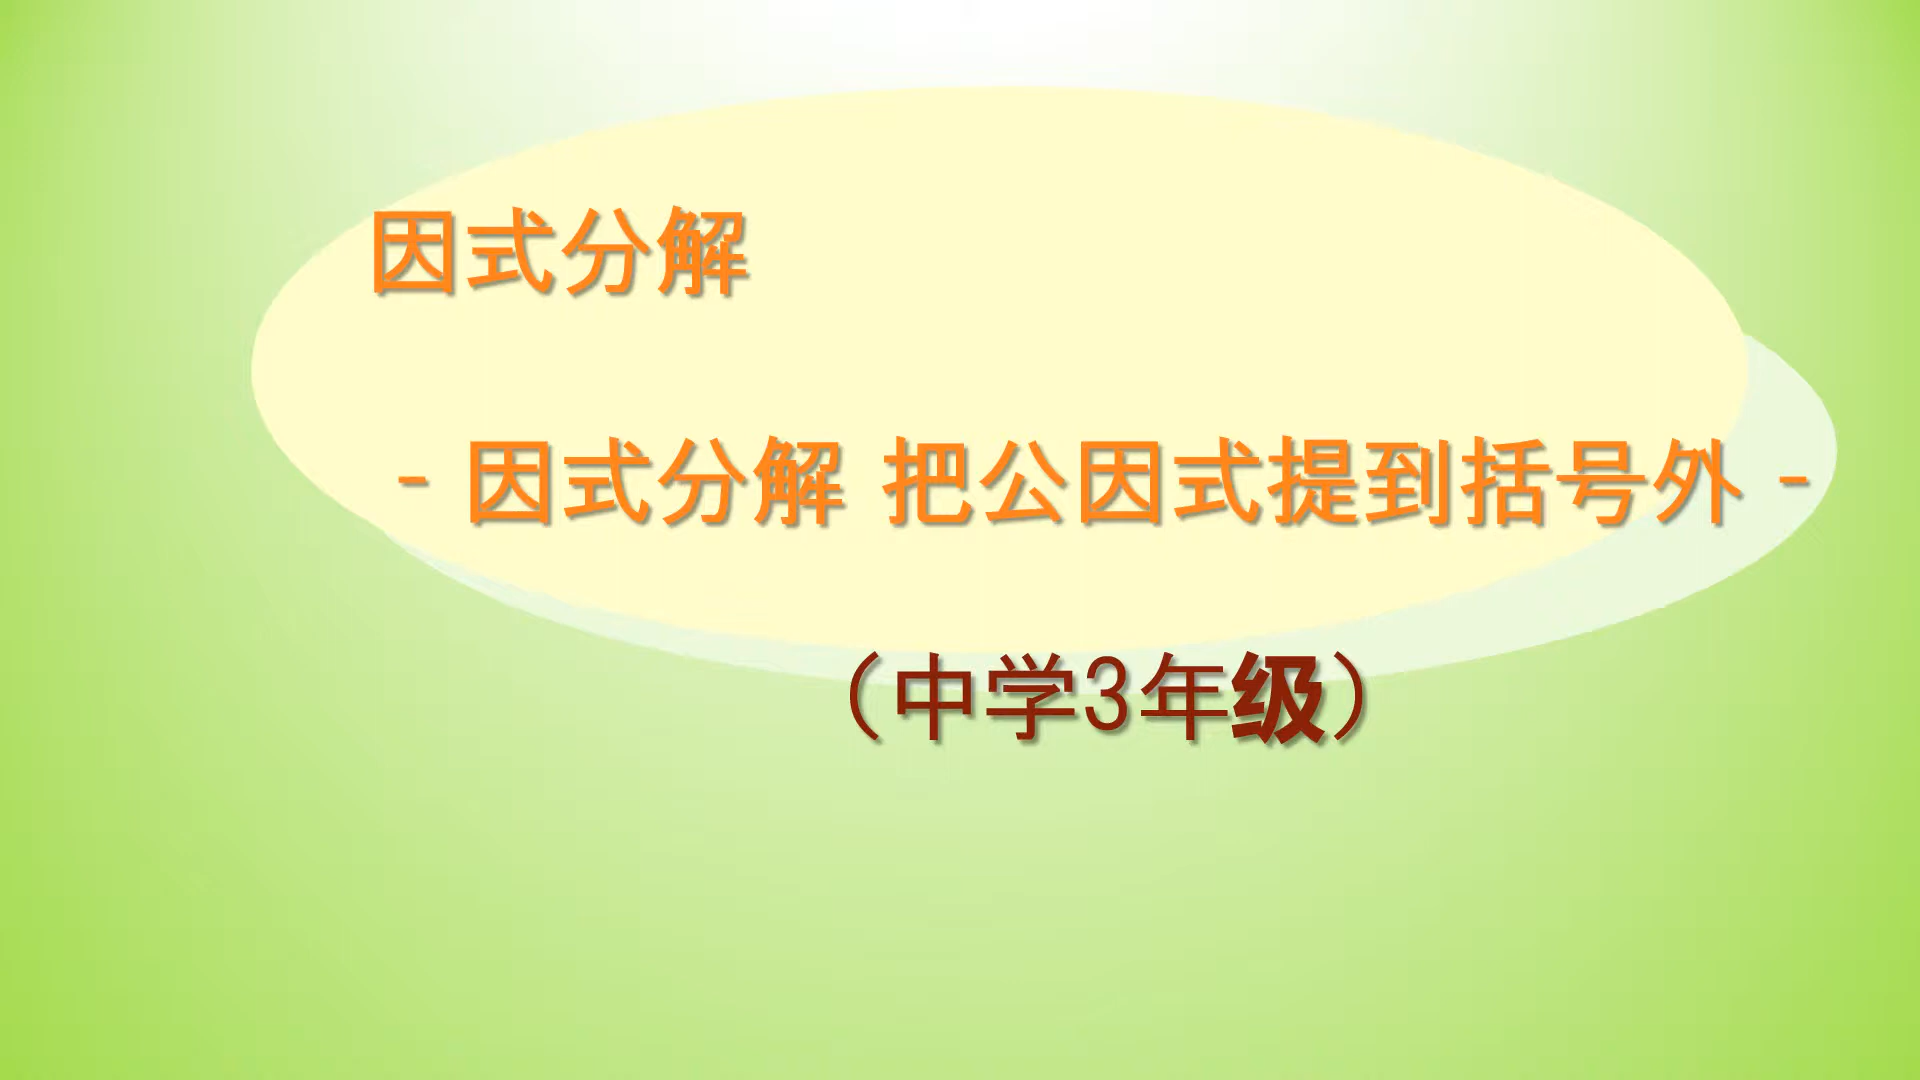 因式分解
- 因式分解 把公因式提到括号外 -
（中学3年级）